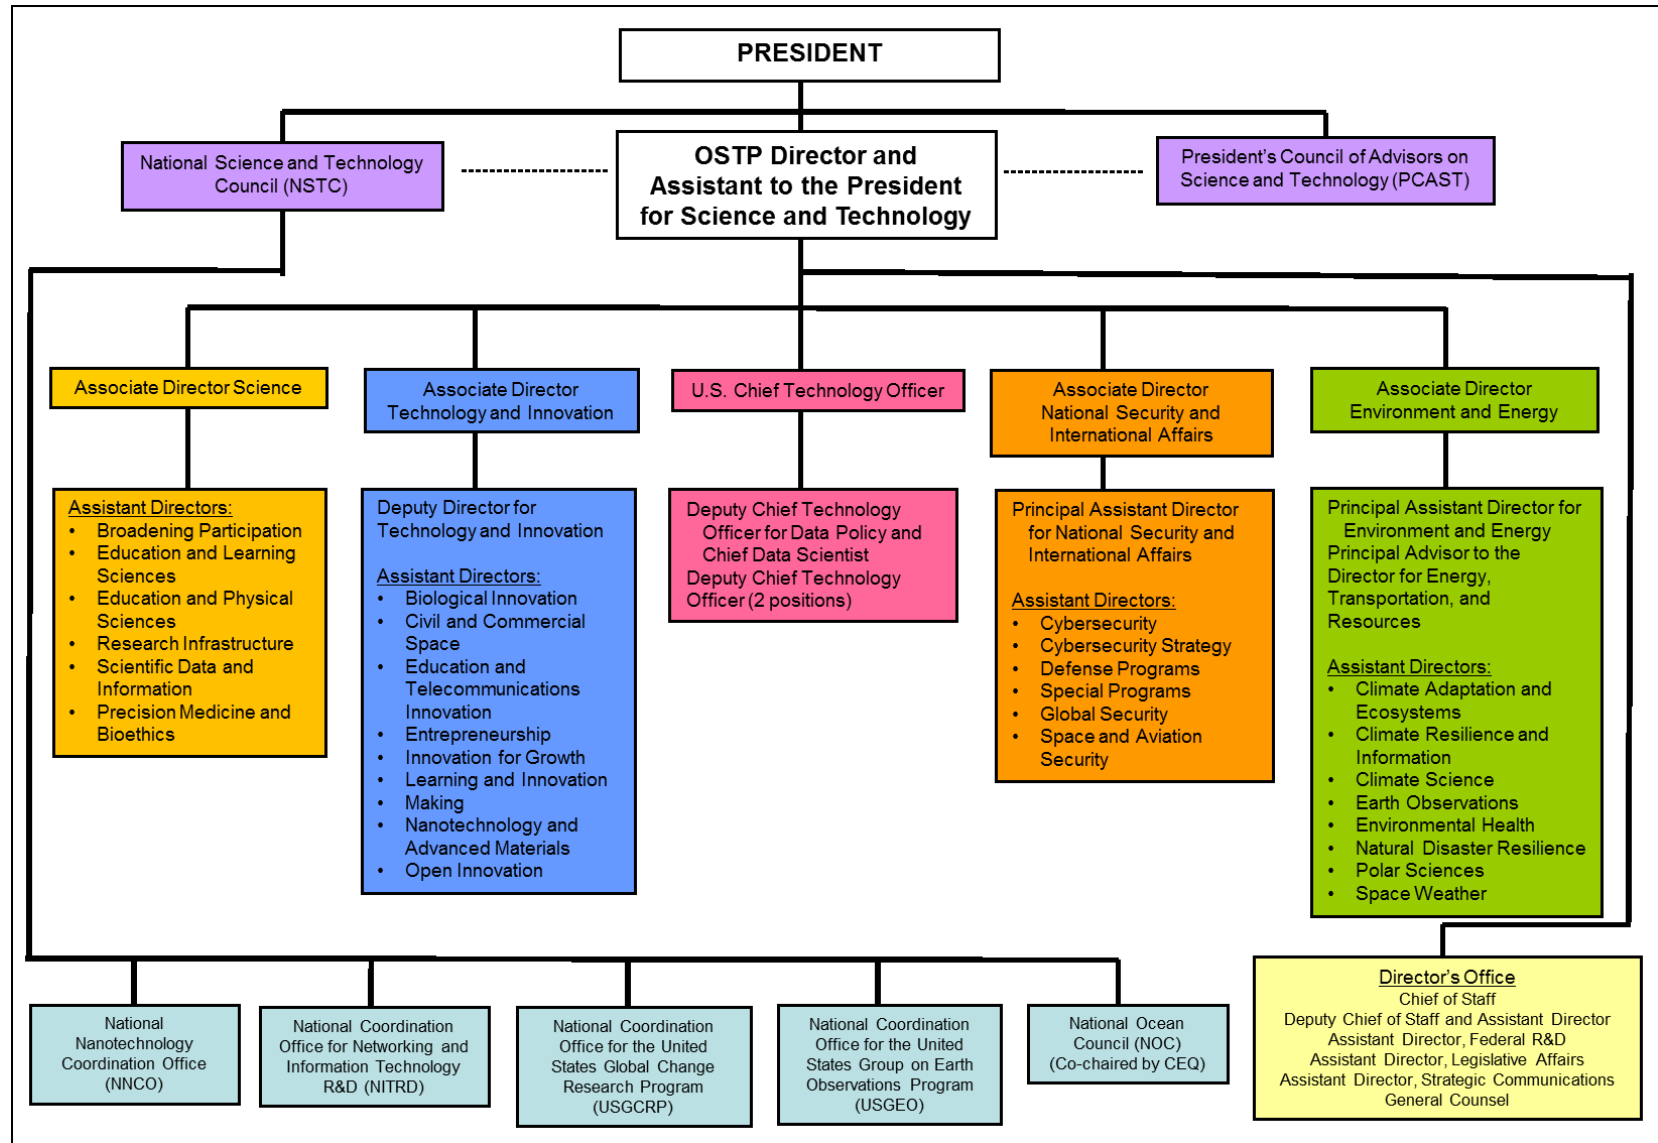 PRESIDENT
National Science and Technology
Council (NSTC)
OSTP Director and
Assistant to the President
for Science and Technology
President’s Council of Advisors on
Science and Technology (PCAST)
Associate Director Science
Associate Director
Technology and Innovation
U.S. Chief Technology Officer
Associate Director
National Security and
International Affairs
Associate Director
Environment and Energy
Assistant Directors:
• Broadening Participation
• Education and Learning
Sciences
• Education and Physical
Sciences
• Research Infrastructure
• Scientific Data and
Information
• Precision Medicine and
Bioethics
Deputy Director for
Technology and Innovation
Assistant Directors:
• Biological Innovation
• Civil and Commercial
Space
• Education and
Telecommunications
Innovation
• Entrepreneurship
• Innovation for Growth
• Learning and Innovation
• Making
• Nanotechnology and
Advanced Materials
• Open Innovation
Deputy Chief Technology
Officer for Data Policy and
Chief Data Scientist
Deputy Chief Technology
Officer (2 positions)
Principal Assistant Director
for National Security and
International Affairs
Assistant Directors:
• Cybersecurity
• Cybersecurity Strategy
• Defense Programs
• Special Programs
• Global Security
• Space and Aviation
Security
Principal Assistant Director for
Environment and Energy
Principal Advisor to the
Director for Energy,
Transportation, and
Resources
Assistant Directors:
• Climate Adaptation and
Ecosystems
• Climate Resilience and
Information
• Climate Science
• Earth Observations
• Environmental Health
• Natural Disaster Resilience
• Polar Sciences
• Space Weather
National
Nanotechnology
Coordination Office
(NNCO)
National Coordination
Office for Networking and
Information Technology
R&D (NITRD)
National Coordination
Office for the United
States Global Change
Research Program
(USGCRP)
National Coordination
Office for the United
States Group on Earth
Observations Program
(USGEO)
National Ocean
Council (NOC)
(Co-chaired by CEQ)
Director’s Office
Chief of Staff
Deputy Chief of Staff and Assistant Director
Assistant Director, Federal R&D
Assistant Director, Legislative Affairs
Assistant Director, Strategic Communications
General Counsel